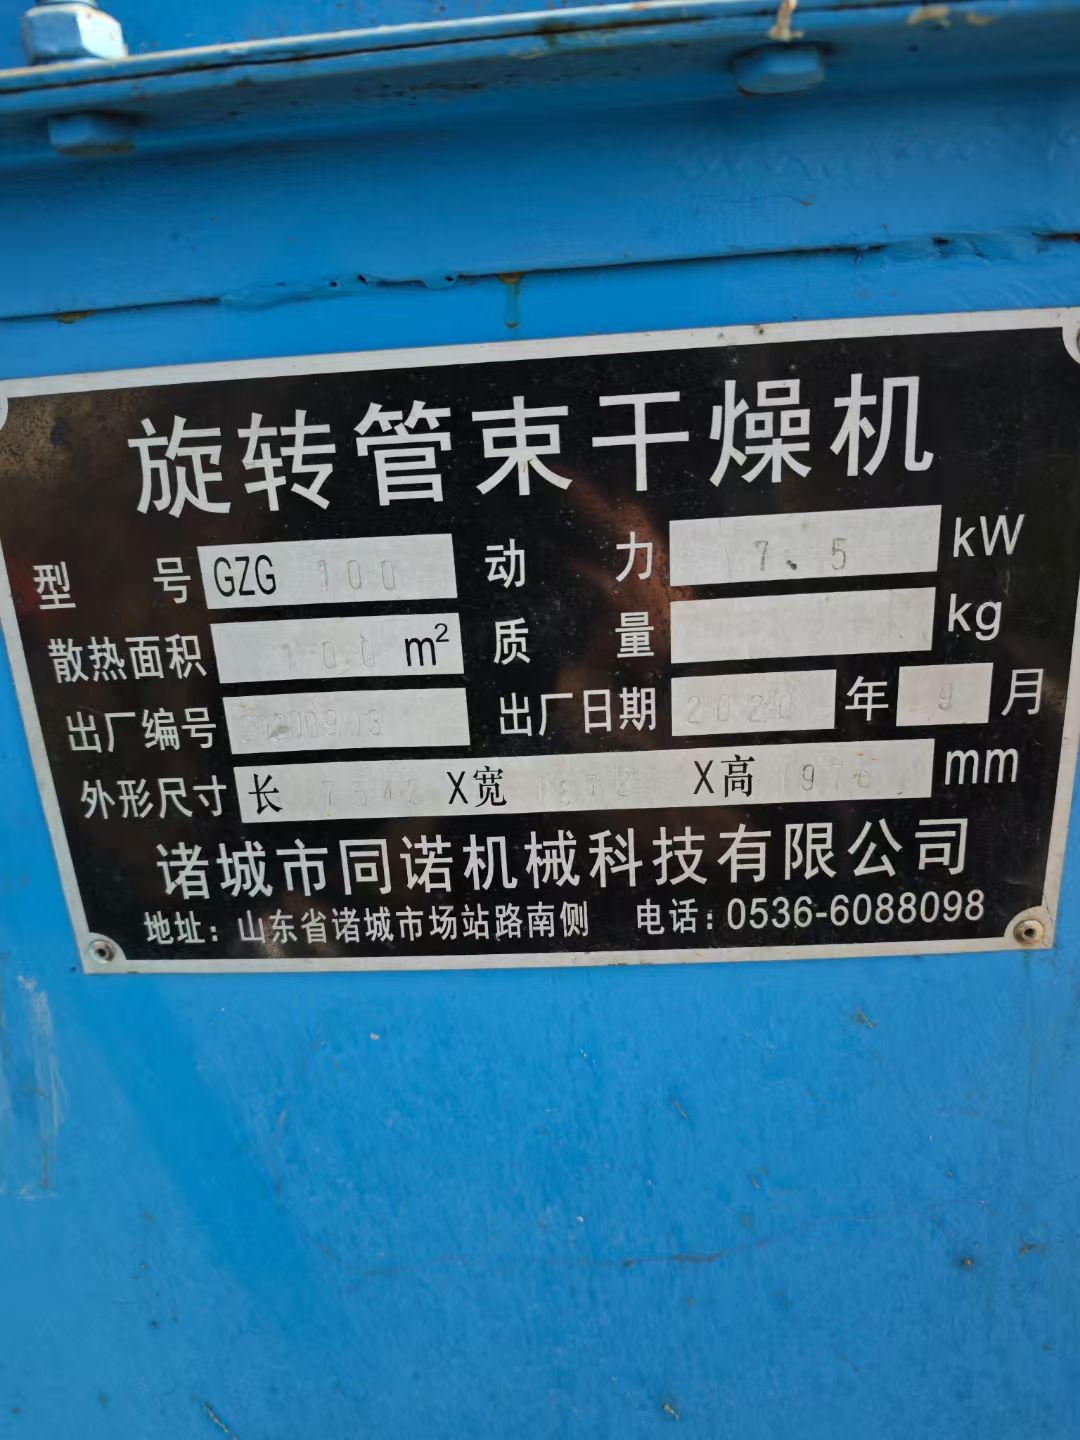 旋转管束干燥机
型号 GZG 100 动力 7.5 kW
散热面积 100 m² 质量 kg
出厂编号 出厂日期 2020 年 9 月
外形尺寸 长 7542 X宽 X高 1976 mm
诸城市同诺机械科技有限公司
地址：山东省诸城市场站路南侧 电话：0536-6088098